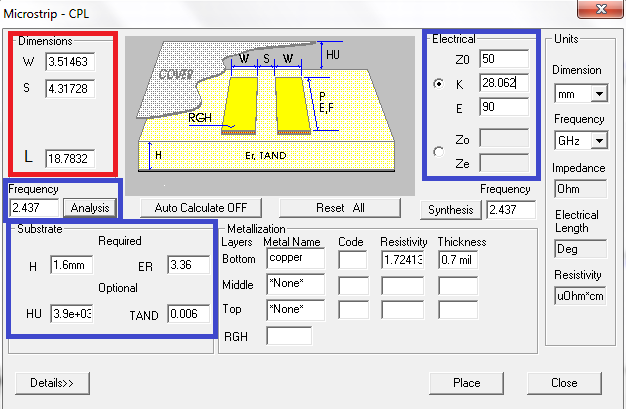 Microstrip - CPL
Dimensions
W 3.51463
S 4.31728
L 18.7832
COVER
W S W
HU
P
E,F
RGH
H
Er, TAND
Electrical
Z0 50
K 28.062
E 90
Zo
Ze
Units
Dimension
mm
Frequency
GHz
Impedance
Ohm
Electrical
Length
Deg
Resistivity
uOhm*cm
Frequency
2.437 Analysis
Auto Calculate OFF
Reset All
Frequency
Synthesis 2.437
Substrate
Required
H 1.6mm ER 3.36
Optional
HU 3.9e+03 TAND 0.006
Metallization
Layers Metal Name Code Resistivity Thickness
Bottom copper 1.72413 0.7 mil
Middle *None*
Top *None*
RGH
Details>>
Place
Close